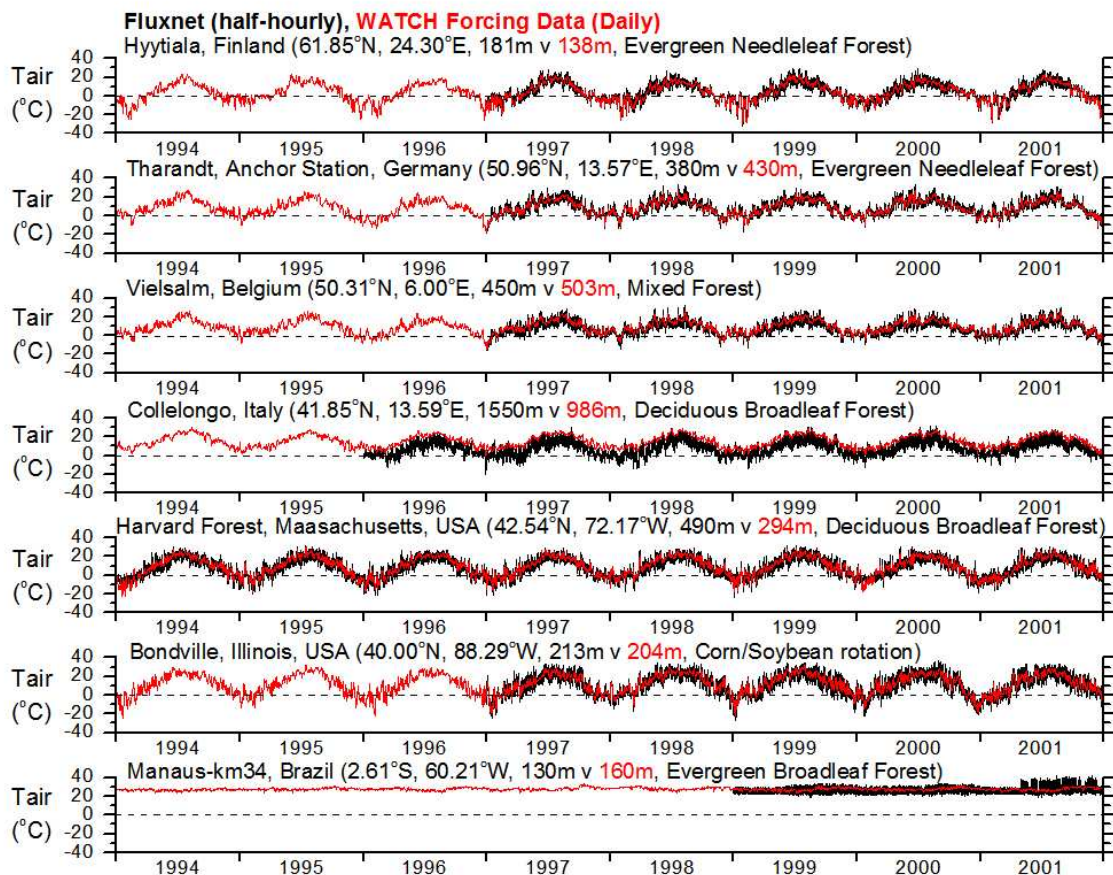 Fluxnet (half-hourly), WATCH Forcing Data (Daily)
Hyytiala, Finland (61.85°N, 24.30°E, 181m v 138m, Evergreen Needleleaf Forest)
Tair
(°C)
40
20
0
-20
-40
1994 1995 1996 1997 1998 1999 2000 2001
Tharandt, Anchor Station, Germany (50.96°N, 13.57°E, 380m v 430m, Evergreen Needleleaf Forest)
Tair
(°C)
40
20
0
-20
-40
1994 1995 1996 1997 1998 1999 2000 2001
Vielsalm, Belgium (50.31°N, 6.00°E, 450m v 503m, Mixed Forest)
Tair
(°C)
40
20
0
-20
-40
1994 1995 1996 1997 1998 1999 2000 2001
Collelongo, Italy (41.85°N, 13.59°E, 1550m v 986m, Deciduous Broadleaf Forest)
Tair
(°C)
40
20
0
-20
-40
1994 1995 1996 1997 1998 1999 2000 2001
Harvard Forest, Maasachusetts, USA (42.54°N, 72.17°W, 490m v 294m, Deciduous Broadleaf Forest)
Tair
(°C)
40
20
0
-20
-40
1994 1995 1996 1997 1998 1999 2000 2001
Bondville, Illinois, USA (40.00°N, 88.29°W, 213m v 204m, Corn/Soybean rotation)
Tair
(°C)
40
20
0
-20
-40
1994 1995 1996 1997 1998 1999 2000 2001
Manaus-km34, Brazil (2.61°S, 60.21°W, 130m v 160m, Evergreen Broadleaf Forest)
Tair
(°C)
40
20
0
-20
-40
1994 1995 1996 1997 1998 1999 2000 2001